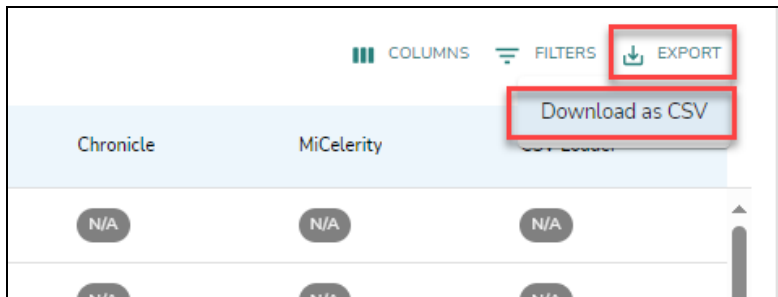 COLUMNS FILTERS EXPORT
Download as CSV
Chronicle MiCelerity
N/A N/A N/A
N/A N/A N/A